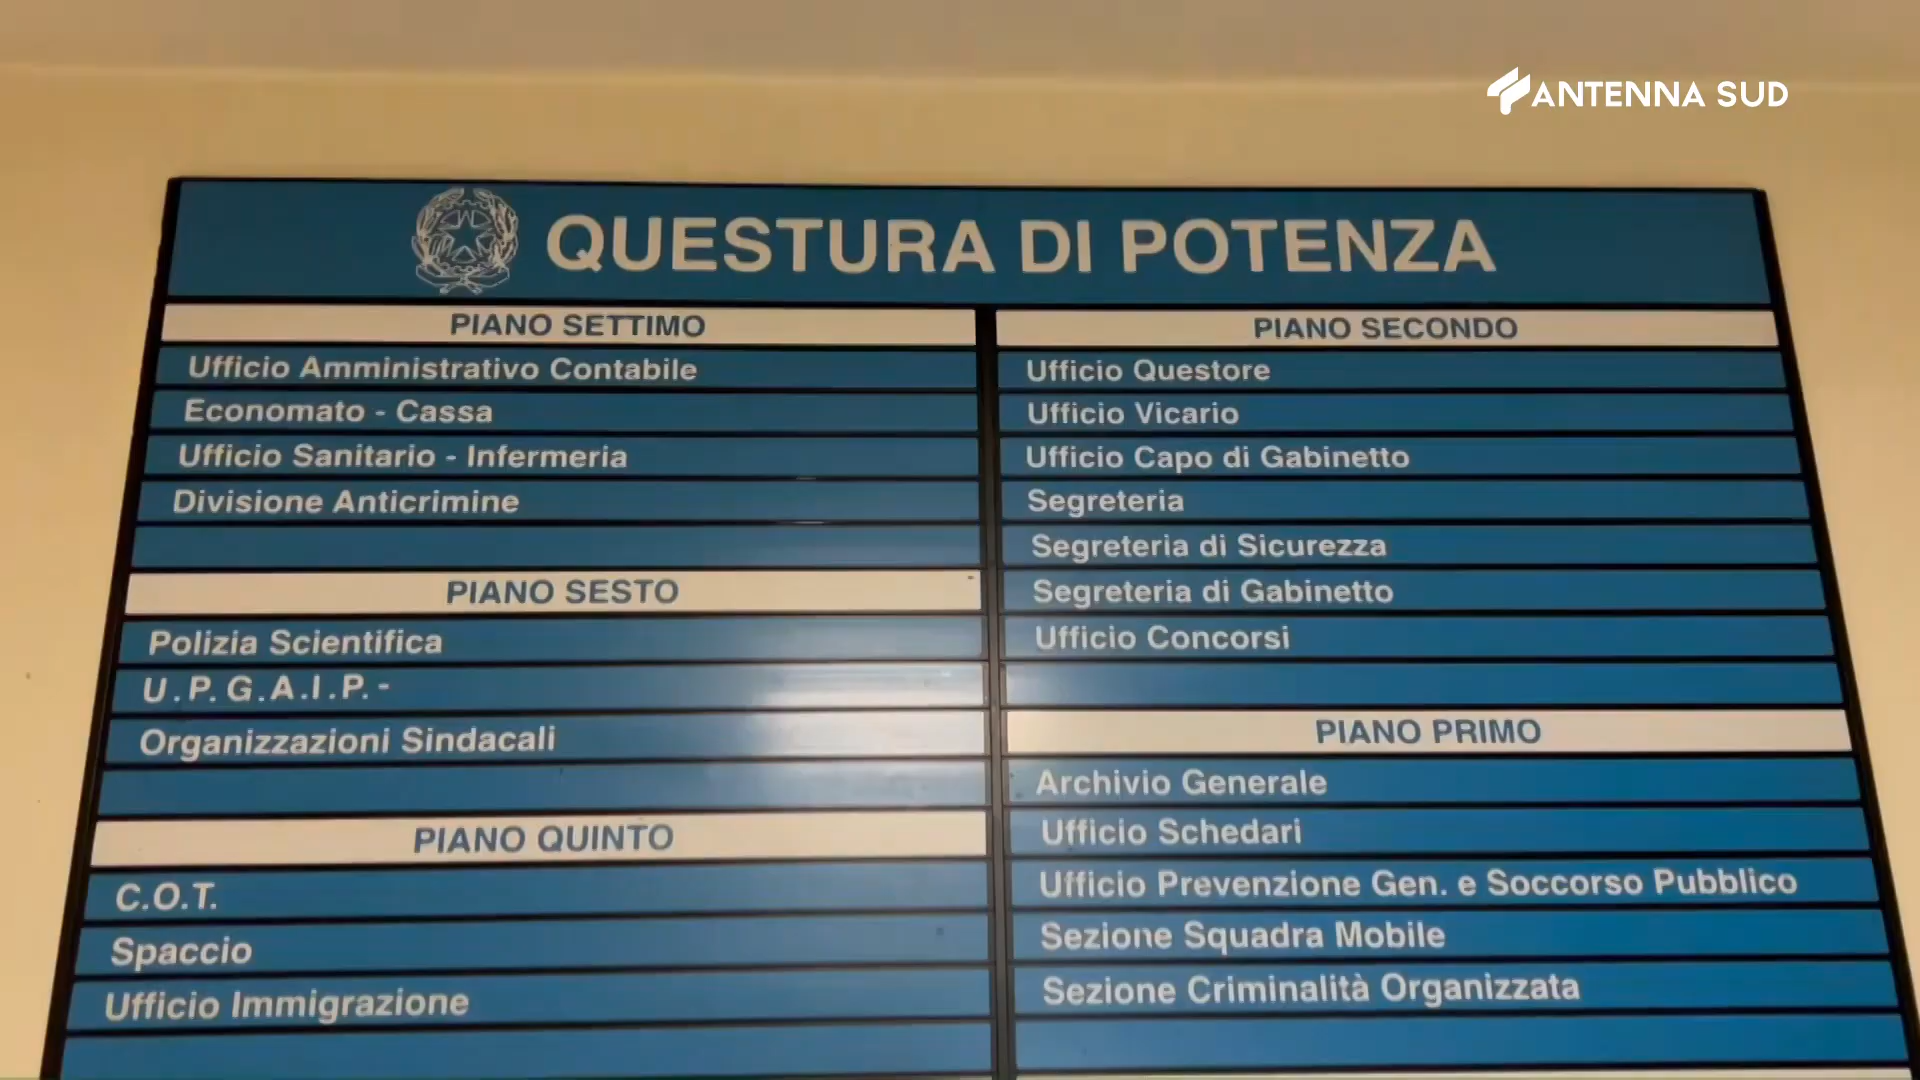 ANTENNA SUD
QUESTURA DI POTENZA
PIANO SETTIMO
Ufficio Amministrativo Contabile
Economato - Cassa
Ufficio Sanitario - Infermeria
Divisione Anticrimine
PIANO SESTO
Polizia Scientifica
U.P.G.A.I.P.-
Organizzazioni Sindacali
PIANO QUINTO
C.O.T.
Spaccio
Ufficio Immigrazione
PIANO SECONDO
Ufficio Questore
Ufficio Vicario
Ufficio Capo di Gabinetto
Segreteria
Segreteria di Sicurezza
Segreteria di Gabinetto
Ufficio Concorsi
PIANO PRIMO
Archivio Generale
Ufficio Schedari
Ufficio Prevenzione Gen. e Soccorso Pubblico
Sezione Squadra Mobile
Sezione Criminalità Organizzata